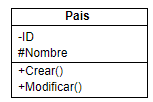 Pais
-ID
#Nombre
+Crear()
+Modificar()